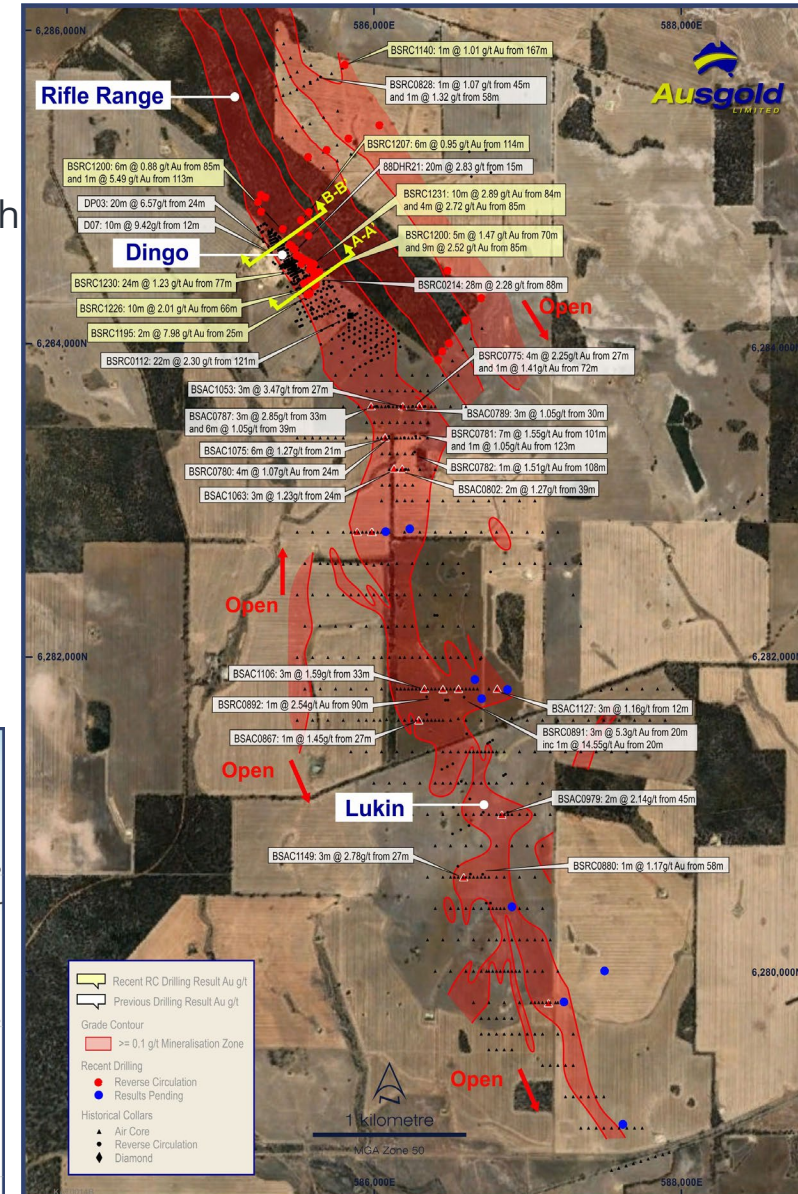 586,000E
588,000E
6,286,000N
BSRC1140: 1m @ 1.01 g/t Au from 167m
Ausgold
LIMITED
BSRC0828: 1m @ 1.07 g/t from 45m
and 1m @ 1.32 g/t from 58m
Rifle Range
BSRC1207: 6m @ 0.95 g/t Au from 114m
BSRC1200: 6m @ 0.88 g/t Au from 85m
and 1m @ 5.49 g/t Au from 113m
88DHR21: 20m @ 2.83 g/t from 15m
B-B'
BSRC1231: 10m @ 2.89 g/t Au from 84m
and 4m @ 2.72 g/t Au from 85m
DP03: 20m @ 6.57g/t from 24m
h
D07: 10m @ 9.42g/t from 12m
A-A'
BSRC1200: 5m @ 1.47 g/t Au from 70m
and 9m @ 2.52 g/t Au from 85m
Dingo
BSRC1230: 24m @ 1.23 g/t Au from 77m
BSRC0214: 28m @ 2.28 g/t from 88m
BSRC1226: 10m @ 2.01 g/t Au from 66m
Open
BSRC1195: 2m @ 7.98 g/t Au from 25m
6,284,000N
6,284,000N
BSRC0112: 22m @ 2.30 g/t from 121m
BSRC0775: 4m @ 2.25g/t Au from 27m
and 1m @ 1.41g/t Au from 72m
BSAC1053: 3m @ 3.47g/t from 27m
BSAC0787: 3m @ 2.85g/t from 33m
and 6m @ 1.05g/t from 39m
BSAC0789: 3m @ 1.05g/t from 30m
BSRC0781: 7m @ 1.55g/t Au from 101m
and 1m @ 1.05g/t Au from 123m
BSAC1075: 6m @ 1.27g/t from 21m
BSRC0780: 4m @ 1.07g/t Au from 24m
BSRC0782: 1m @ 1.51g/t Au from 108m
BSAC1063: 3m @ 1.23g/t from 24m
BSAC0802: 2m @ 1.27g/t from 39m
Open
6,282,000N
6,282,000N
BSAC1106: 3m @ 1.59g/t from 33m
BSRC0892: 1m @ 2.54g/t Au from 90m
BSAC1127: 3m @ 1.16g/t from 12m
BSAC0867: 1m @ 1.45g/t from 27m
BSRC0891: 3m @ 5.3g/t Au from 20m
inc 1m @ 14.55g/t Au from 20m
Open
Lukin
BSAC0979: 2m @ 2.14g/t from 45m
BSAC1149: 3m @ 2.78g/t from 27m
BSRC0880: 1m @ 1.17g/t Au from 58m
6,280,000N
Recent RC Drilling Result Au g/t
Previous Drilling Result Au g/t
Grade Contour
>= 0.1 g/t Mineralisation Zone
Recent Drilling
Reverse Circulation
Results Pending
Historical Collars
Air Core
Reverse Circulation
Diamond
Open
1 kilometre
MGA Zone 50
586,000E
588,000E